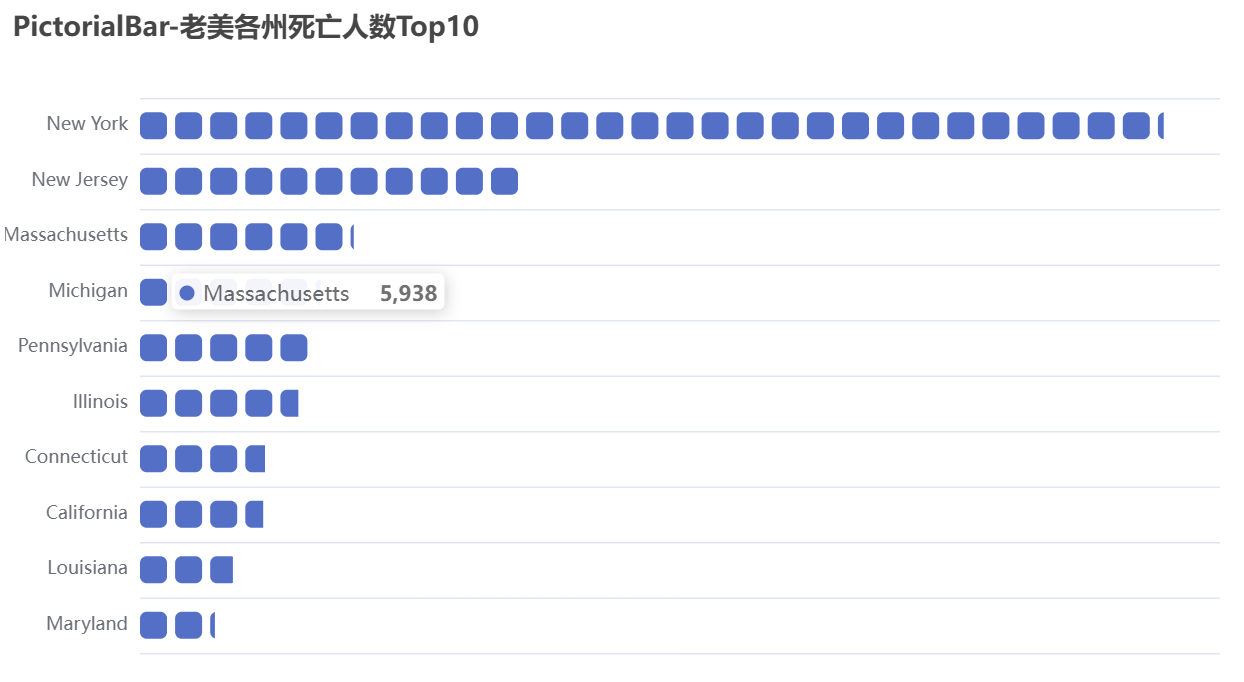 PictorialBar-老美各州死亡人数Top10
New York
New Jersey
Massachusetts
Michigan
Massachusetts 5,938
Pennsylvania
Illinois
Connecticut
California
Louisiana
Maryland